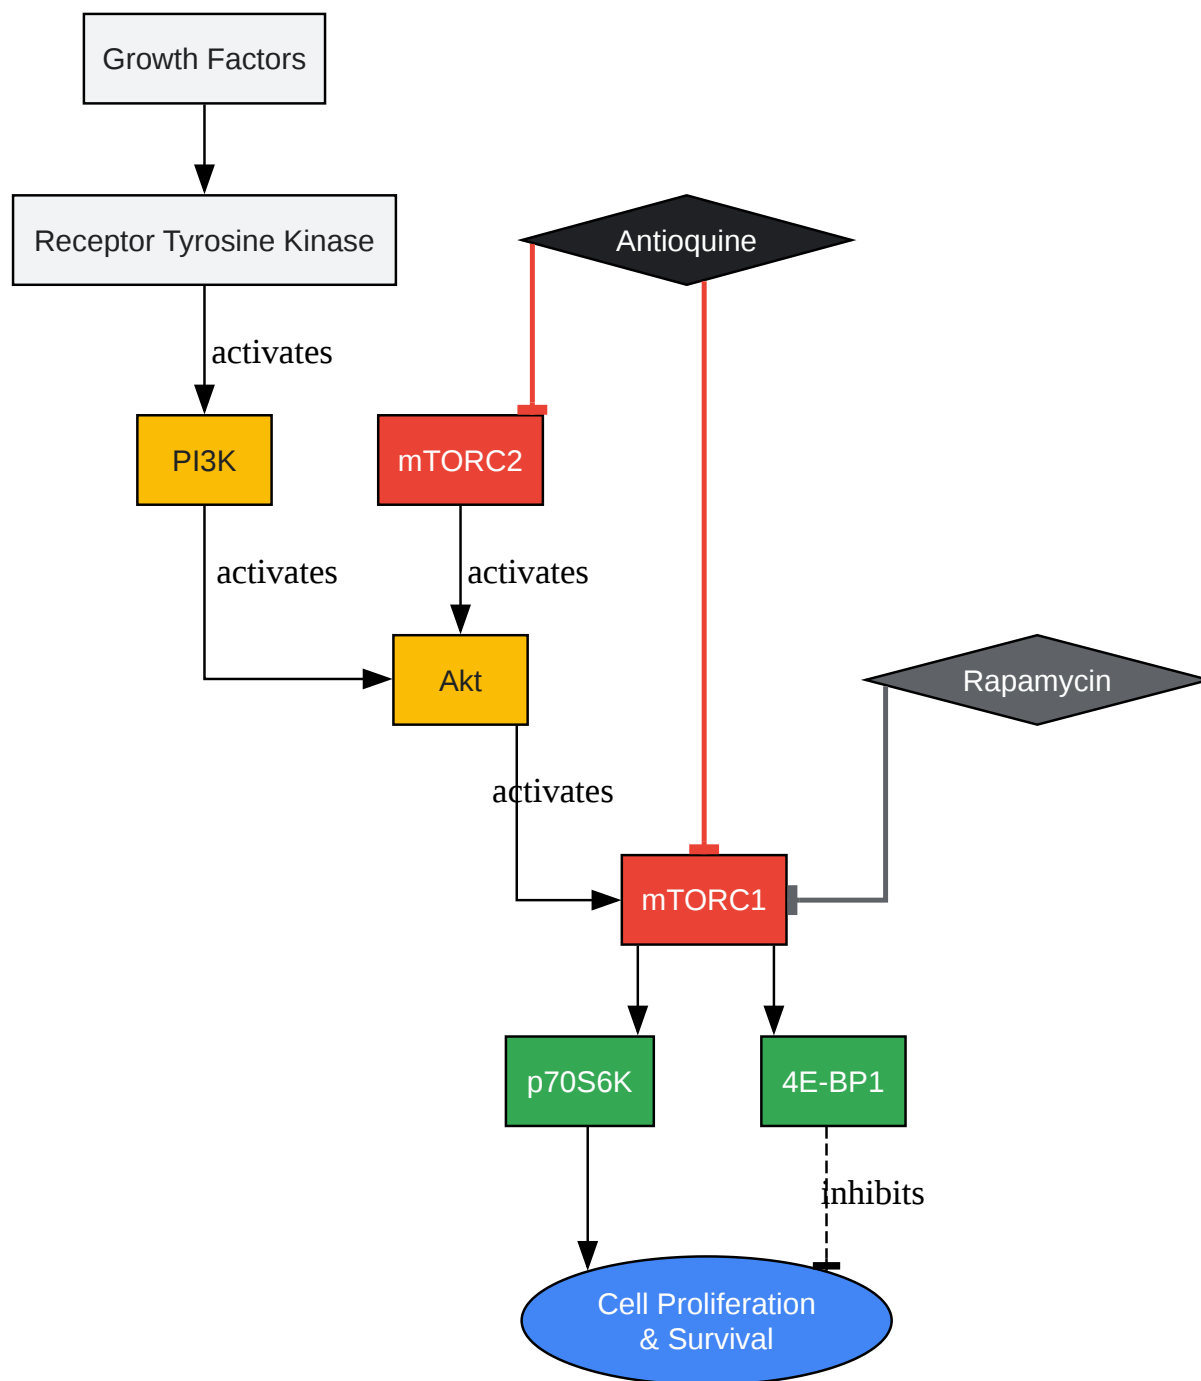 Growth Factors
Receptor Tyrosine Kinase
Antioquine
activates
PI3K
mTORC2
activates
activates
Akt
Rapamycin
activates
mTORC1
p70S6K
4E-BP1
inhibits
Cell Proliferation
& Survival